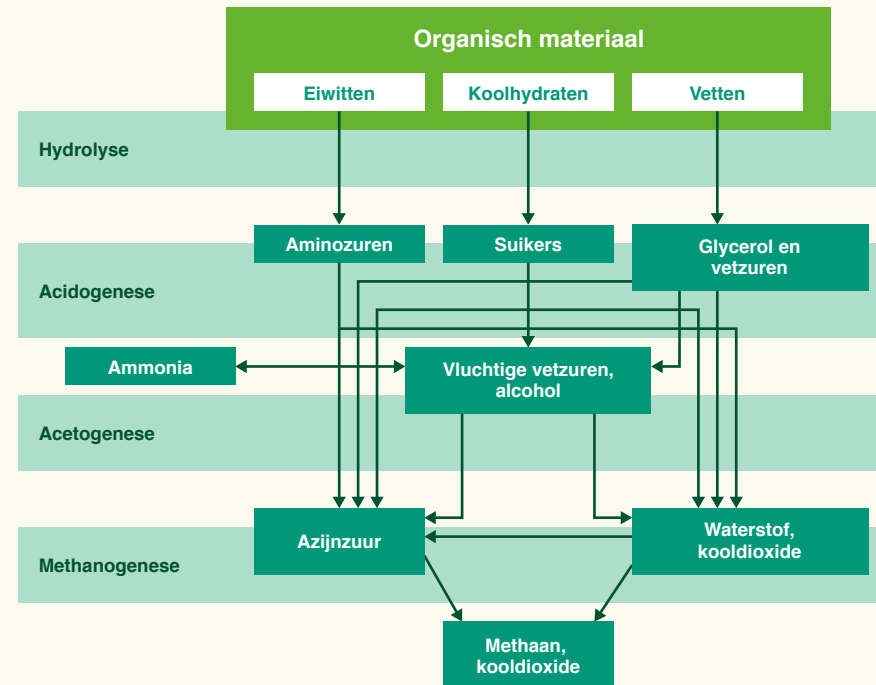 Organisch materiaal
Eiwitten
Koolhydraten
Vetten
Hydrolyse
Aminozuren
Suikers
Glycerol en
vetzuren
Acidogenese
Ammonia
Vluchtige vetzuren,
alcohol
Acetogenese
Azijnzuur
Waterstof,
kooldioxide
Methanogenese
Methaan,
kooldioxide